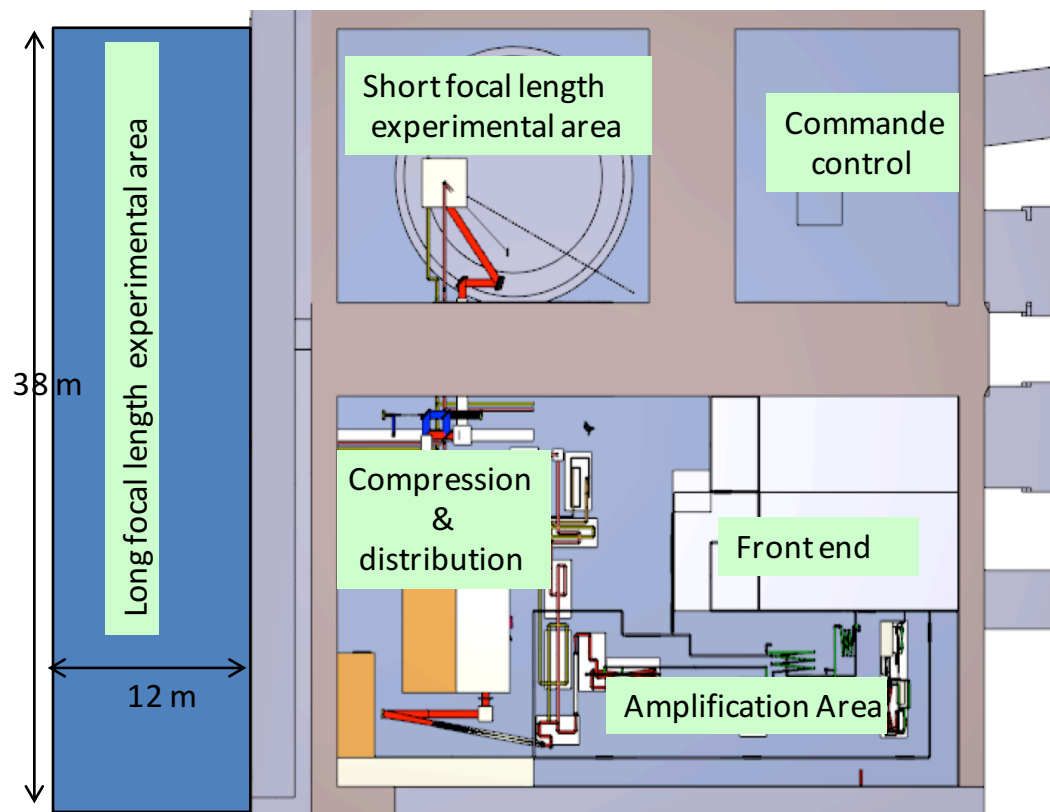 Long focal length experimental area
Short focal length
experimental area
Commande
control
38 m
Compression
&
distribution
Front end
12 m
Amplification Area